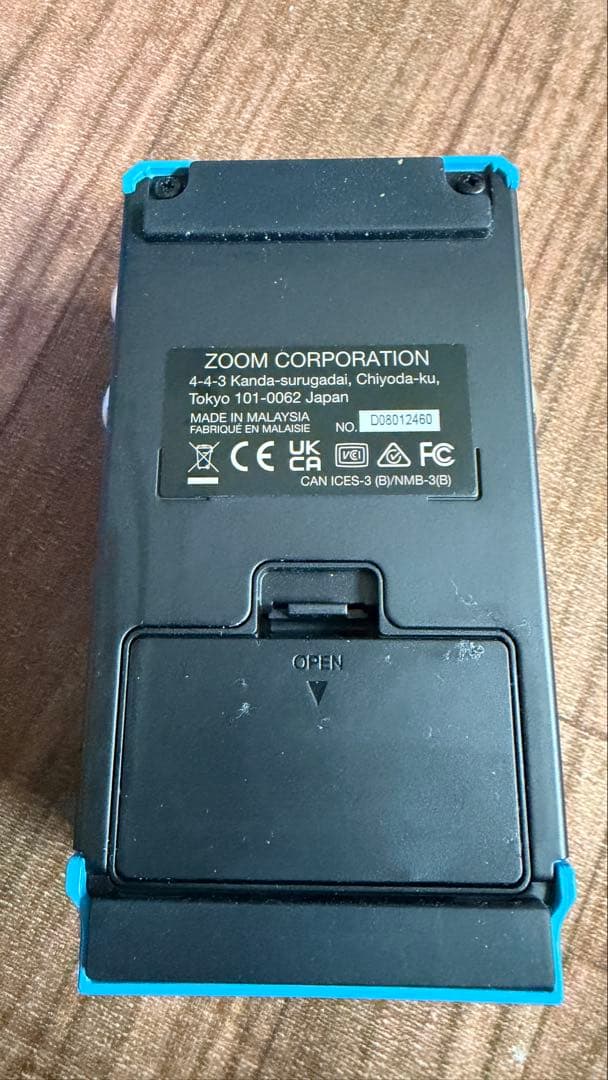 ZOOM CORPORATION
4-4-3 Kanda-surugadai, Chiyoda-ku,
Tokyo 101-0062 Japan
MADE IN MALAYSIA
FABRIQUÉ EN MALAISIE
NO. D08012460
CE UK CA VCI FC
CAN ICES-3 (B)/NMB-3(B)
OPEN